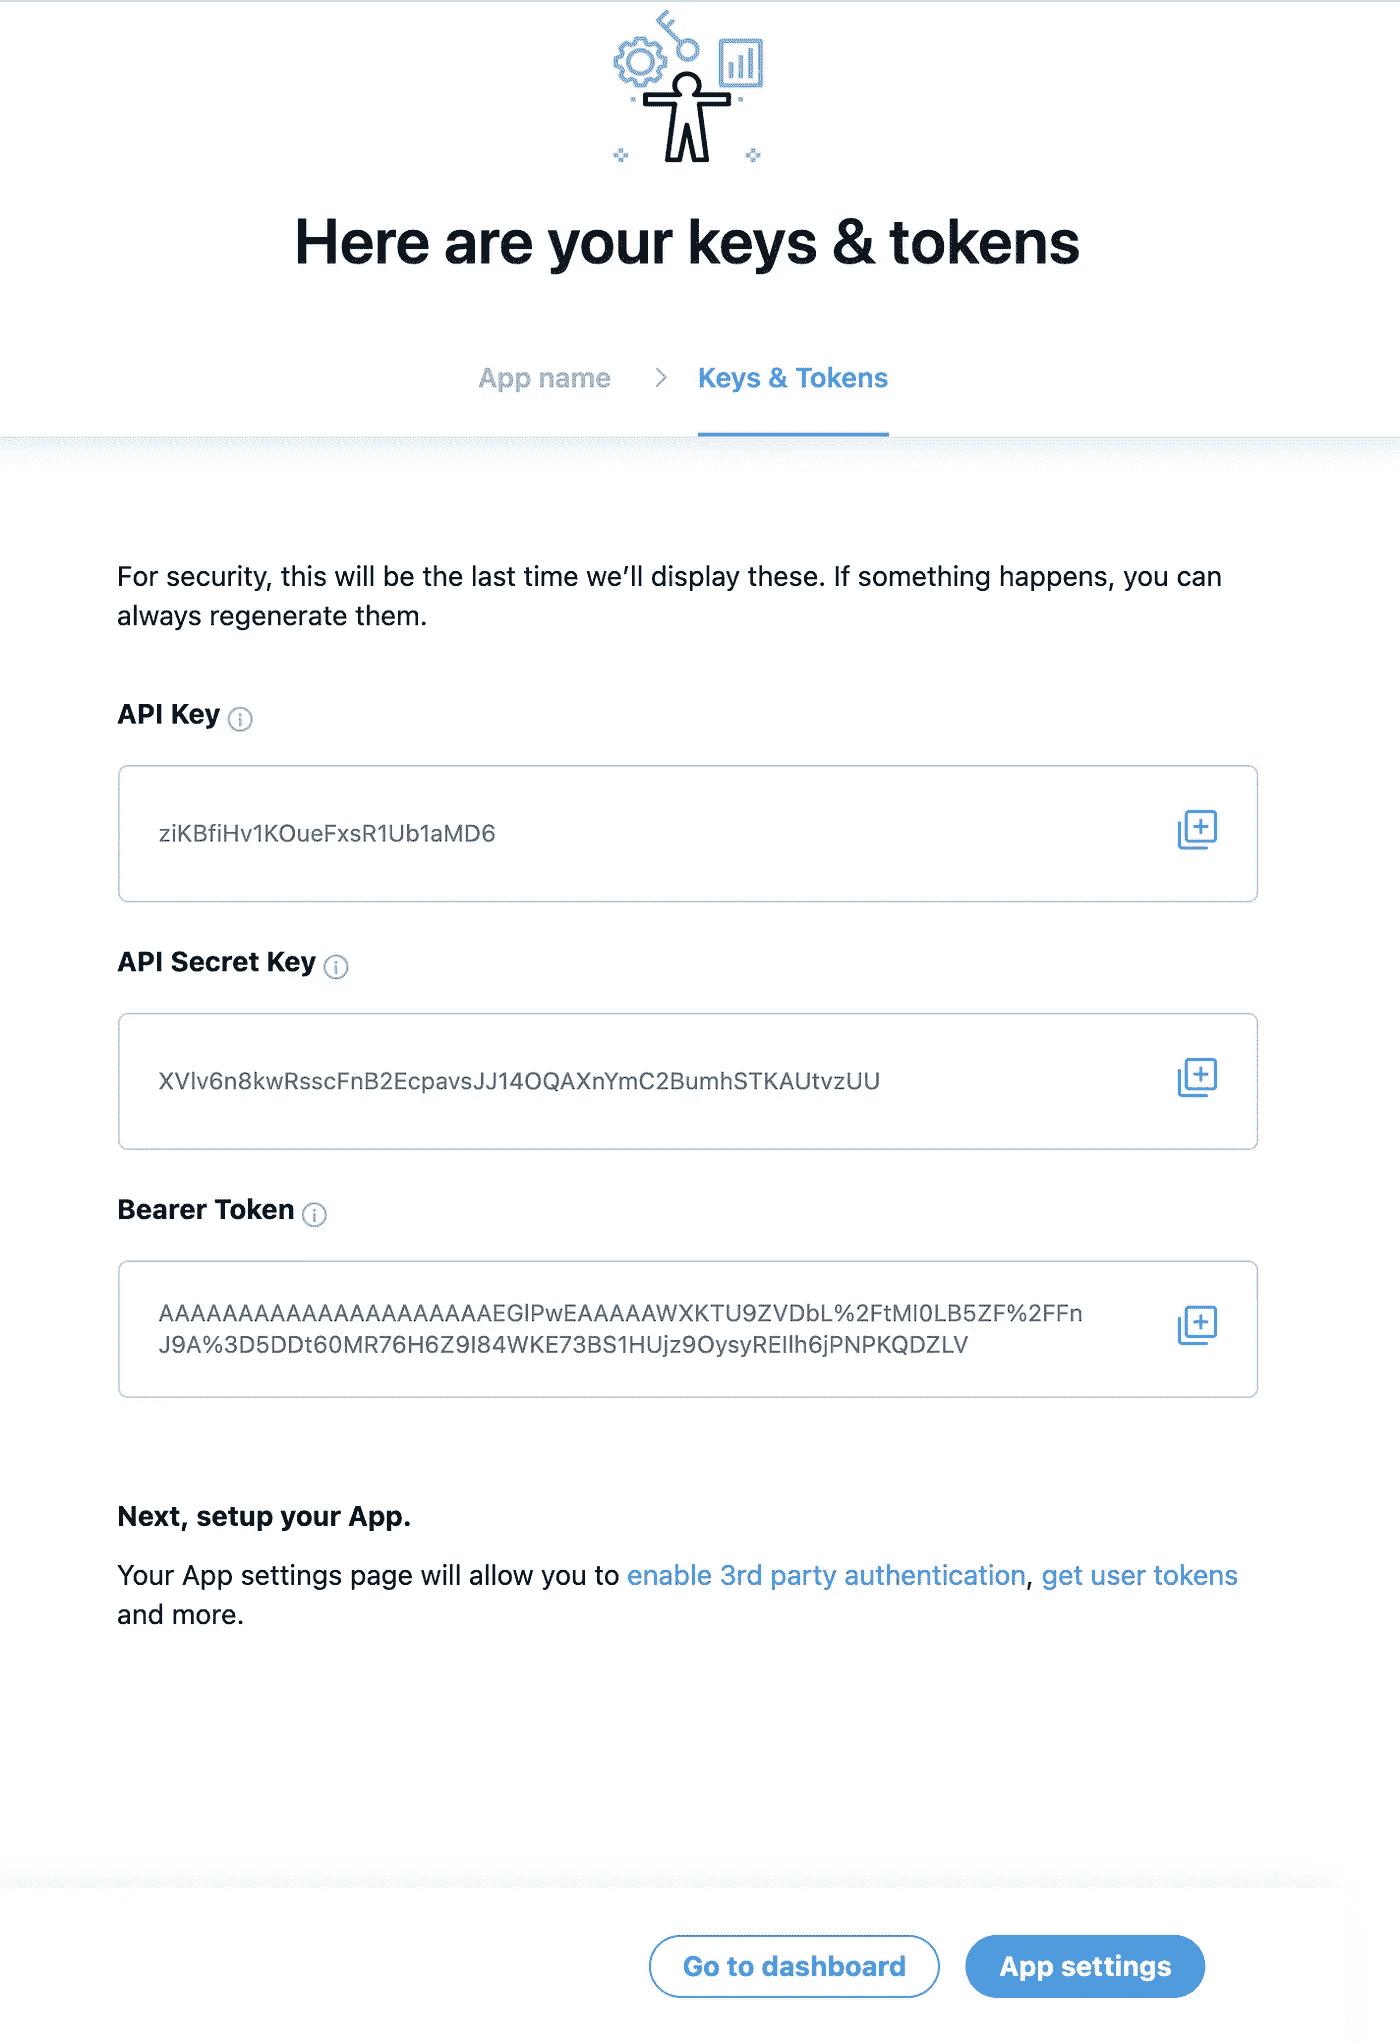 Here are your keys & tokens
App name > Keys & Tokens
For security, this will be the last time we’ll display these. If something happens, you can
always regenerate them.
API Key
ziKBfiHv1KOueFxsR1Ub1aMD6
API Secret Key
XVlv6n8kwRsscFnB2EcpavsJJ14OQAXnYmC2BumhSTKAUtvzUU
Bearer Token
AAAAAAAAAAAAAAAAAAAAAEGlPwEAAAAAWXKTU9ZVDbL%2FtMI0LB5ZF%2FFn
J9A%3D5DDt60MR76H6Z9I84WKE73BS1HUjz9OysyREIlh6jPNPKQDZLV
Next, setup your App.
Your App settings page will allow you to enable 3rd party authentication, get user tokens
and more.
Go to dashboard
App settings